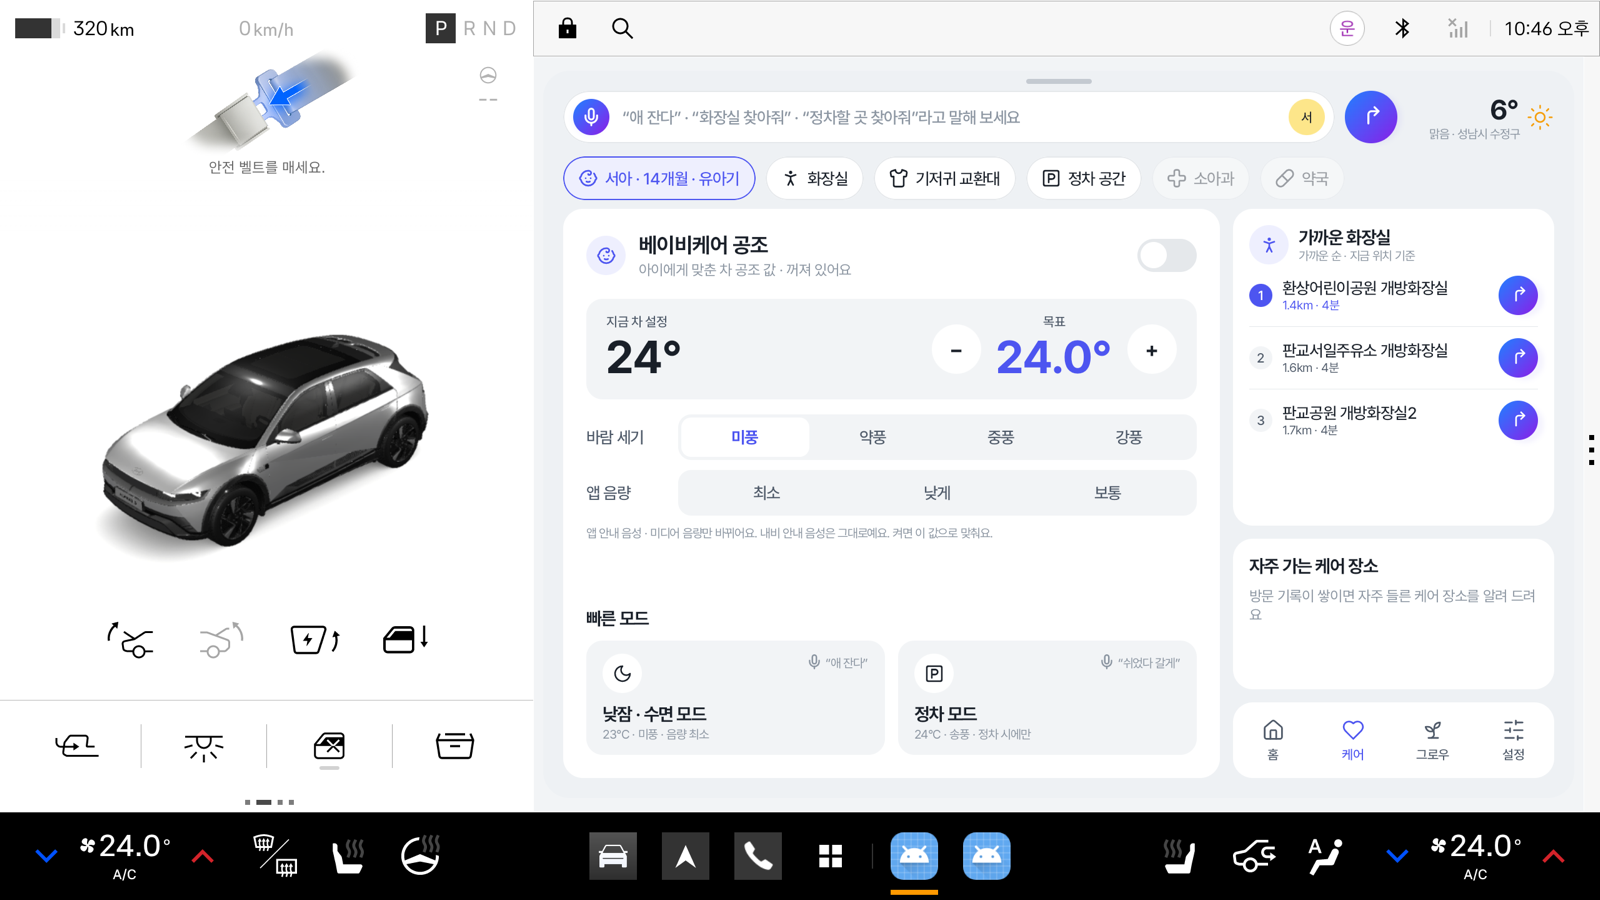 320 km
0 km/h
P R N D
안전 벨트를 매세요.
운
10:46 오후
“애 잔다” · “화장실 찾아줘” · “정차할 곳 찾아줘”라고 말해 보세요
서
6°
맑음 · 성남시 수정구
서아 · 14개월 · 유아기
화장실
기저귀 교환대
정차 공간
소아과
약국
베이비케어 공조
아이에게 맞춘 차 공조 값 · 꺼져 있어요
지금 차 설정
24°
목표
− 24.0° +
바람 세기
미풍 약풍 중풍 강풍
앱 음량
최소 낮게 보통
앱 안내 음성 · 미디어 음량만 바뀌어요. 내비 안내 음성은 그대로예요. 켜면 이 값으로 맞춰요.
빠른 모드
“애 잔다”
낮잠 · 수면 모드
23°C · 미풍 · 음량 최소
“쉬었다 갈게”
정차 모드
24°C · 송풍 · 정차 시에만
가까운 화장실
가까운 순 · 지금 위치 기준
1 환상어린이공원 개방화장실
1.4km · 4분
2 판교서일주유소 개방화장실
1.6km · 4분
3 판교공원 개방화장실2
1.7km · 4분
자주 가는 케어 장소
방문 기록이 쌓이면 자주 들른 케어 장소를 알려 드려
요
홈 케어 그로우 설정
24.0°
A/C
A
24.0°
A/C